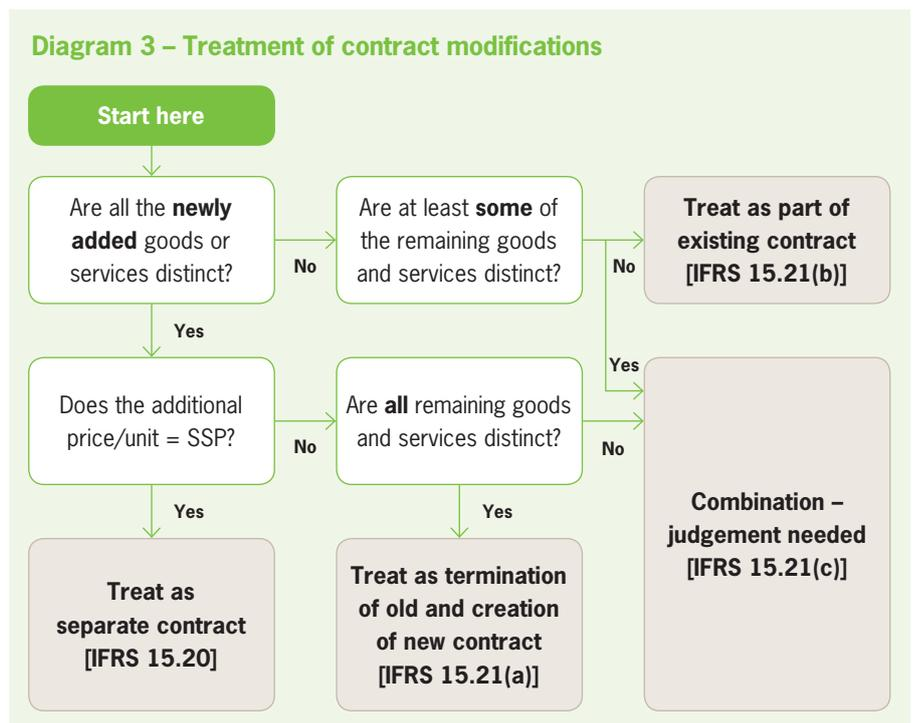 Diagram 3 – Treatment of contract modifications
Start here
Are all the newly
added goods or
services distinct?
No
Are at least some of
the remaining goods
and services distinct?
No
Treat as part of
existing contract
[IFRS 15.21(b)]
Yes
Yes
Does the additional
price/unit = SSP?
No
Are all remaining goods
and services distinct?
No
Combination –
judgement needed
[IFRS 15.21(c)]
Yes
Yes
Treat as
separate contract
[IFRS 15.20]
Treat as termination
of old and creation
of new contract
[IFRS 15.21(a)]